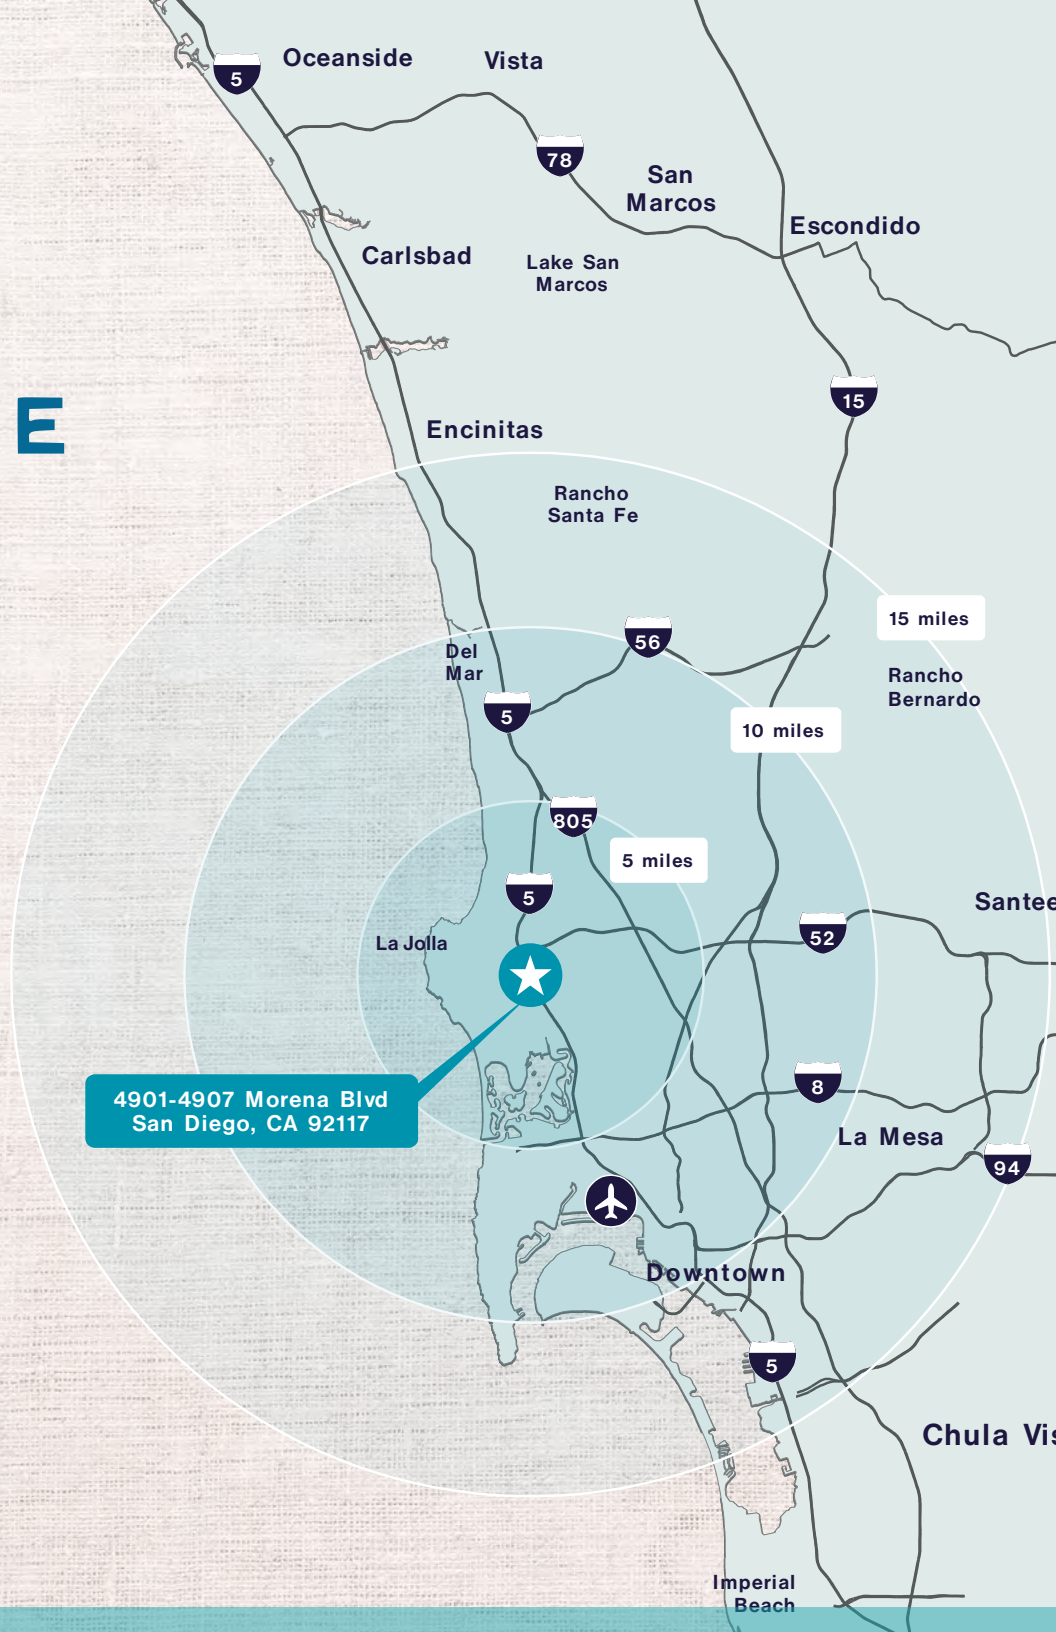 Oceanside
Vista
5
78
San
Marcos
Escondido
Carlsbad
Lake San
Marcos
15
E
Encinitas
Rancho
Santa Fe
15 miles
56
Del
Mar
Rancho
Bernardo
5
10 miles
805
5 miles
5
Santee
52
La Jolla
8
4901-4907 Morena Blvd
San Diego, CA 92117
La Mesa
94
Downtown
5
Chula Vis
Imperial
Beach